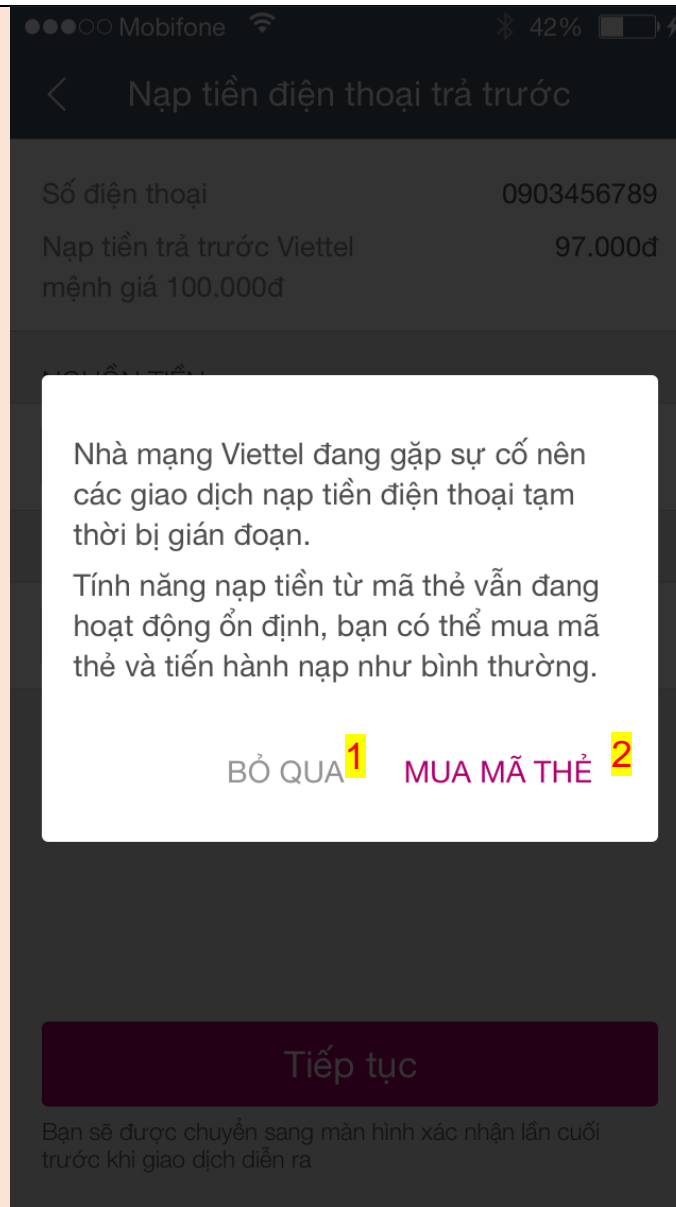 Mobifone 42%
Nạp tiền điện thoại trả trước
Số điện thoại 0903456789
Nạp tiền trả trước Viettel 97.000đ
mệnh giá 100.000đ
NGUỒN TIỀN
Nhà mạng Viettel đang gặp sự cố nên
các giao dịch nạp tiền điện thoại tạm
thời bị gián đoạn.
Tính năng nạp tiền từ mã thẻ vẫn đang
hoạt động ổn định, bạn có thể mua mã
thẻ và tiến hành nạp như bình thường.
BỎ QUA 1 MUA MÃ THẺ 2
Tiếp tục
Bạn sẽ được chuyển sang màn hình xác nhận lần cuối
trước khi giao dịch diễn ra